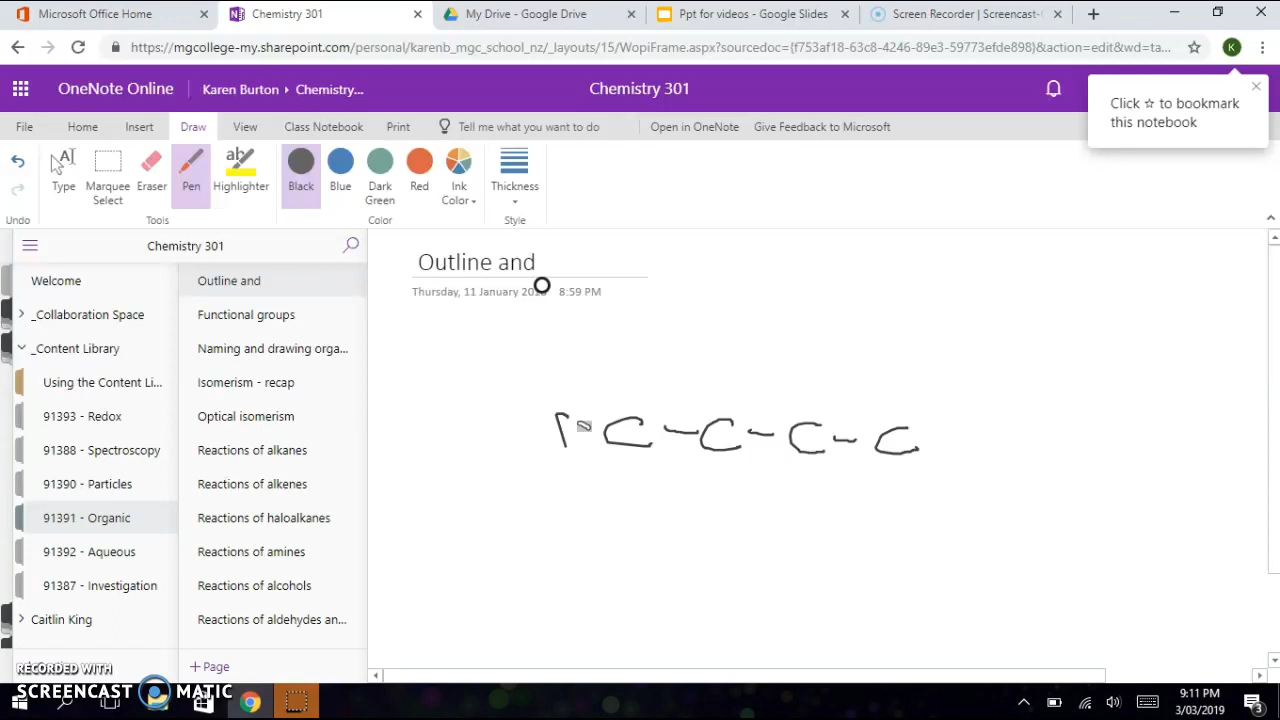 Microsoft Office Home
Chemistry 301
My Drive - Google Drive
Ppt for videos - Google Slides
Screen Recorder | Screencast-
https://mgcollege-my.sharepoint.com/personal/karenb_mgc_school_nz/_layouts/15/WopiFrame.aspx?sourcedoc={f753af18-63c8-4246-89e3-59773efde898}&action=edit&wd=ta...
K
OneNote Online
Karen Burton › Chemistry...
Chemistry 301
Click ☆ to bookmark
this notebook
File
Home
Insert
Draw
View
Class Notebook
Print
Tell me what you want to do
Open in OneNote
Give Feedback to Microsoft
Type
Marquee
Select
Eraser
Pen
Highlighter
Black
Blue
Dark
Green
Red
Ink
Color
Thickness
Undo
Tools
Color
Style
Chemistry 301
Welcome
_Collaboration Space
_Content Library
Using the Content Li...
91393 - Redox
91388 - Spectroscopy
91390 - Particles
91391 - Organic
91392 - Aqueous
91387 - Investigation
Caitlin King
Outline and
Functional groups
Naming and drawing orga...
Isomerism - recap
Optical isomerism
Reactions of alkanes
Reactions of alkenes
Reactions of haloalkanes
Reactions of amines
Reactions of alcohols
Reactions of aldehydes an...
+ Page
Outline and
Thursday, 11 January
8:59 PM
C - C - C - C
RECORDED WITH
SCREENCAST MATIC
9:11 PM
3/03/2019
3